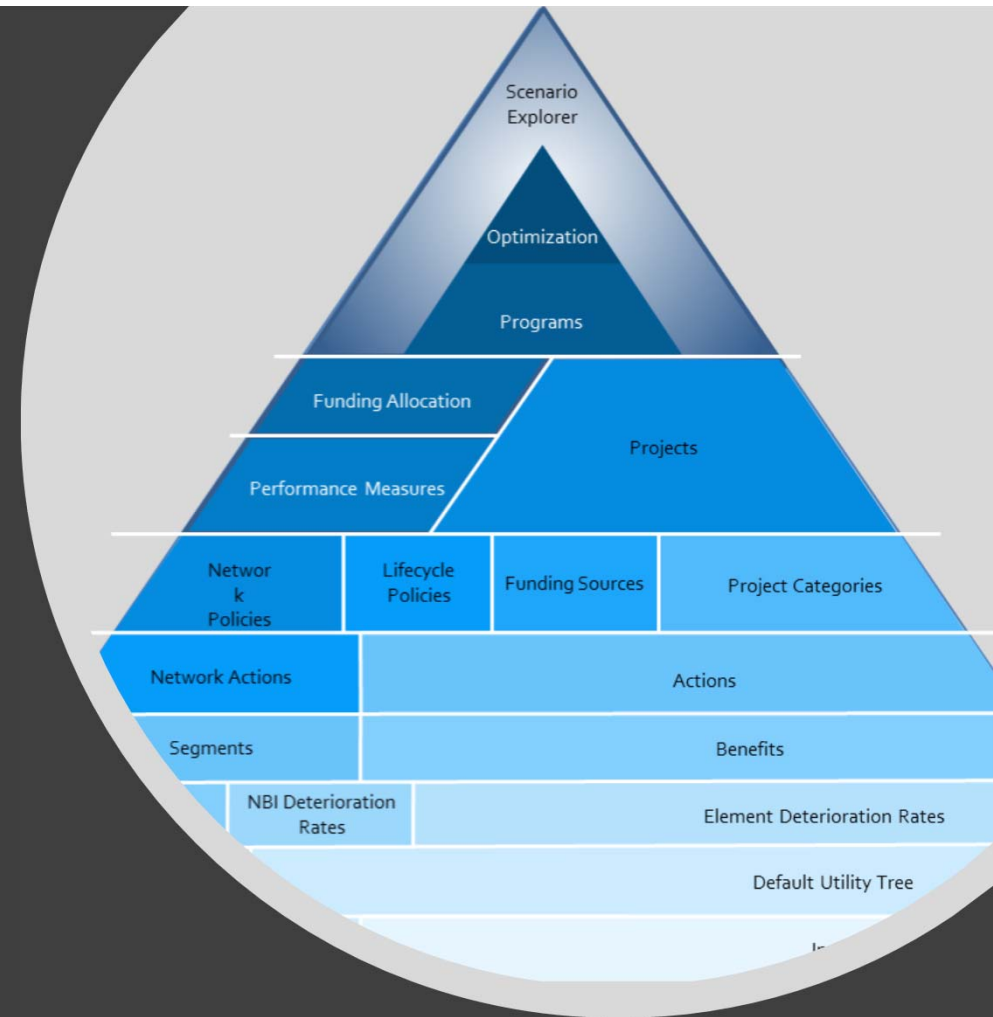 Scenario
Explorer
Optimization
Programs
Funding Allocation
Projects
Performance Measures
Networ
k
Policies
Lifecycle
Policies
Funding Sources
Project Categories
Network Actions
Actions
Segments
Benefits
NBI Deterioration
Rates
Element Deterioration Rates
Default Utility Tree